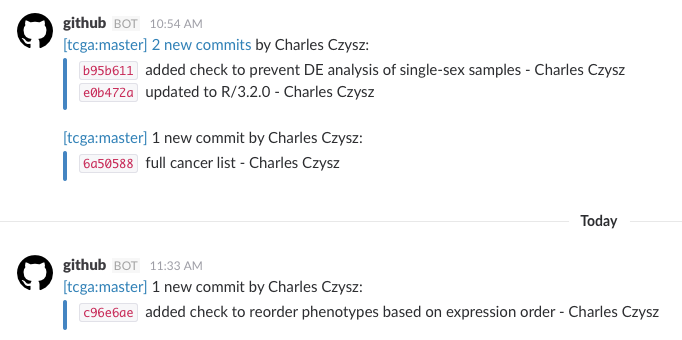 github BOT 10:54 AM
[tcga:master] 2 new commits by Charles Czysz:
b95b611 added check to prevent DE analysis of single-sex samples - Charles Czysz
e0b472a updated to R/3.2.0 - Charles Czysz
[tcga:master] 1 new commit by Charles Czysz:
6a50588 full cancer list - Charles Czysz
Today
github BOT 11:33 AM
[tcga:master] 1 new commit by Charles Czysz:
c96e6ae added check to reorder phenotypes based on expression order - Charles Czysz